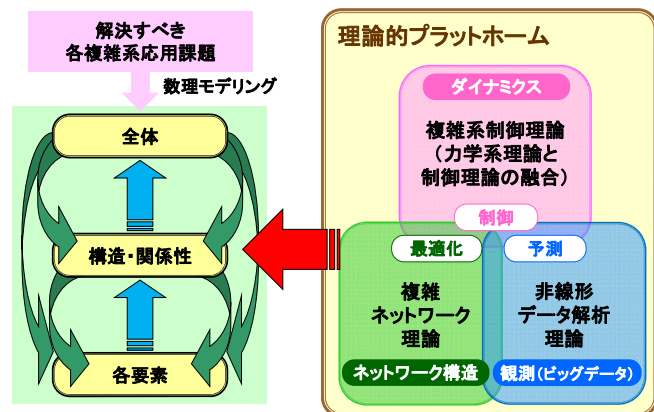 解決すべき
各複雑系応用課題
数理モデリング
全体
構造・関係性
各要素
理論的プラットホーム
ダイナミクス
複雑系制御理論
(力学系理論と
制御理論の融合)
制御
最適化
予測
複雑
ネットワーク
理論
非線形
データ解析
理論
ネットワーク構造
観測(ビッグデータ)